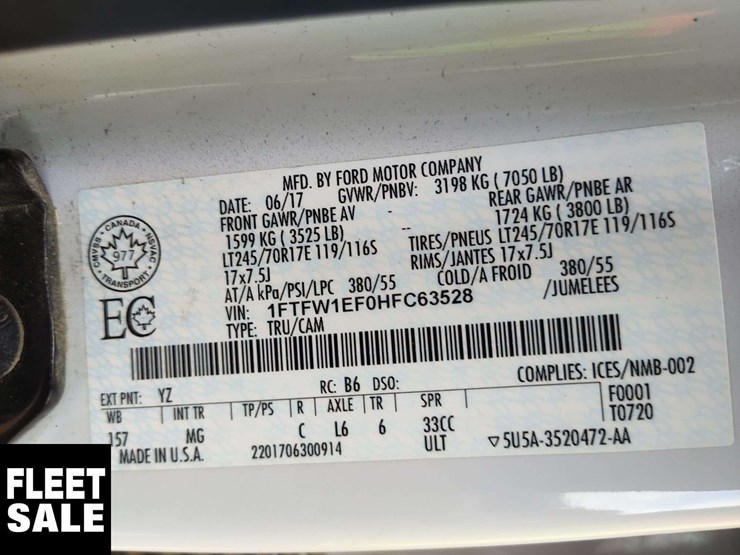 MFD. BY FORD MOTOR COMPANY
DATE: 06/17 GVWR/PNBV: 3198 KG ( 7050 LB)
FRONT GAWR/PNBE AV - REAR GAWR/PNBE AR
1599 KG ( 3525 LB) -- 1724 KG ( 3800 LB)
LT245/70R17E 119/116S TIRES/PNEUS LT245/70R17E 119/116S
17x7.5J RIMS/JANTES 17x7.5J
AT/A kPa/PSI/LPC 380/55 COLD/A FROID 380/55
VIN: 1FTFW1EF0HFC63528 /JUMELEES
TYPE: TRU/CAM
CANADA
CMVSS NSVAC
977
TRANSPORT
EC
COMPLIES: ICES/NMB-002
EXT PNT: YZ RC: B6 DSO: F0001
WB INT TR TP/PS R AXLE TR SPR T0720
157 MG C L6 6 33CC
ULT
MADE IN U.S.A. 2201706300914 5U5A-3520472-AA
FLEET
SALE